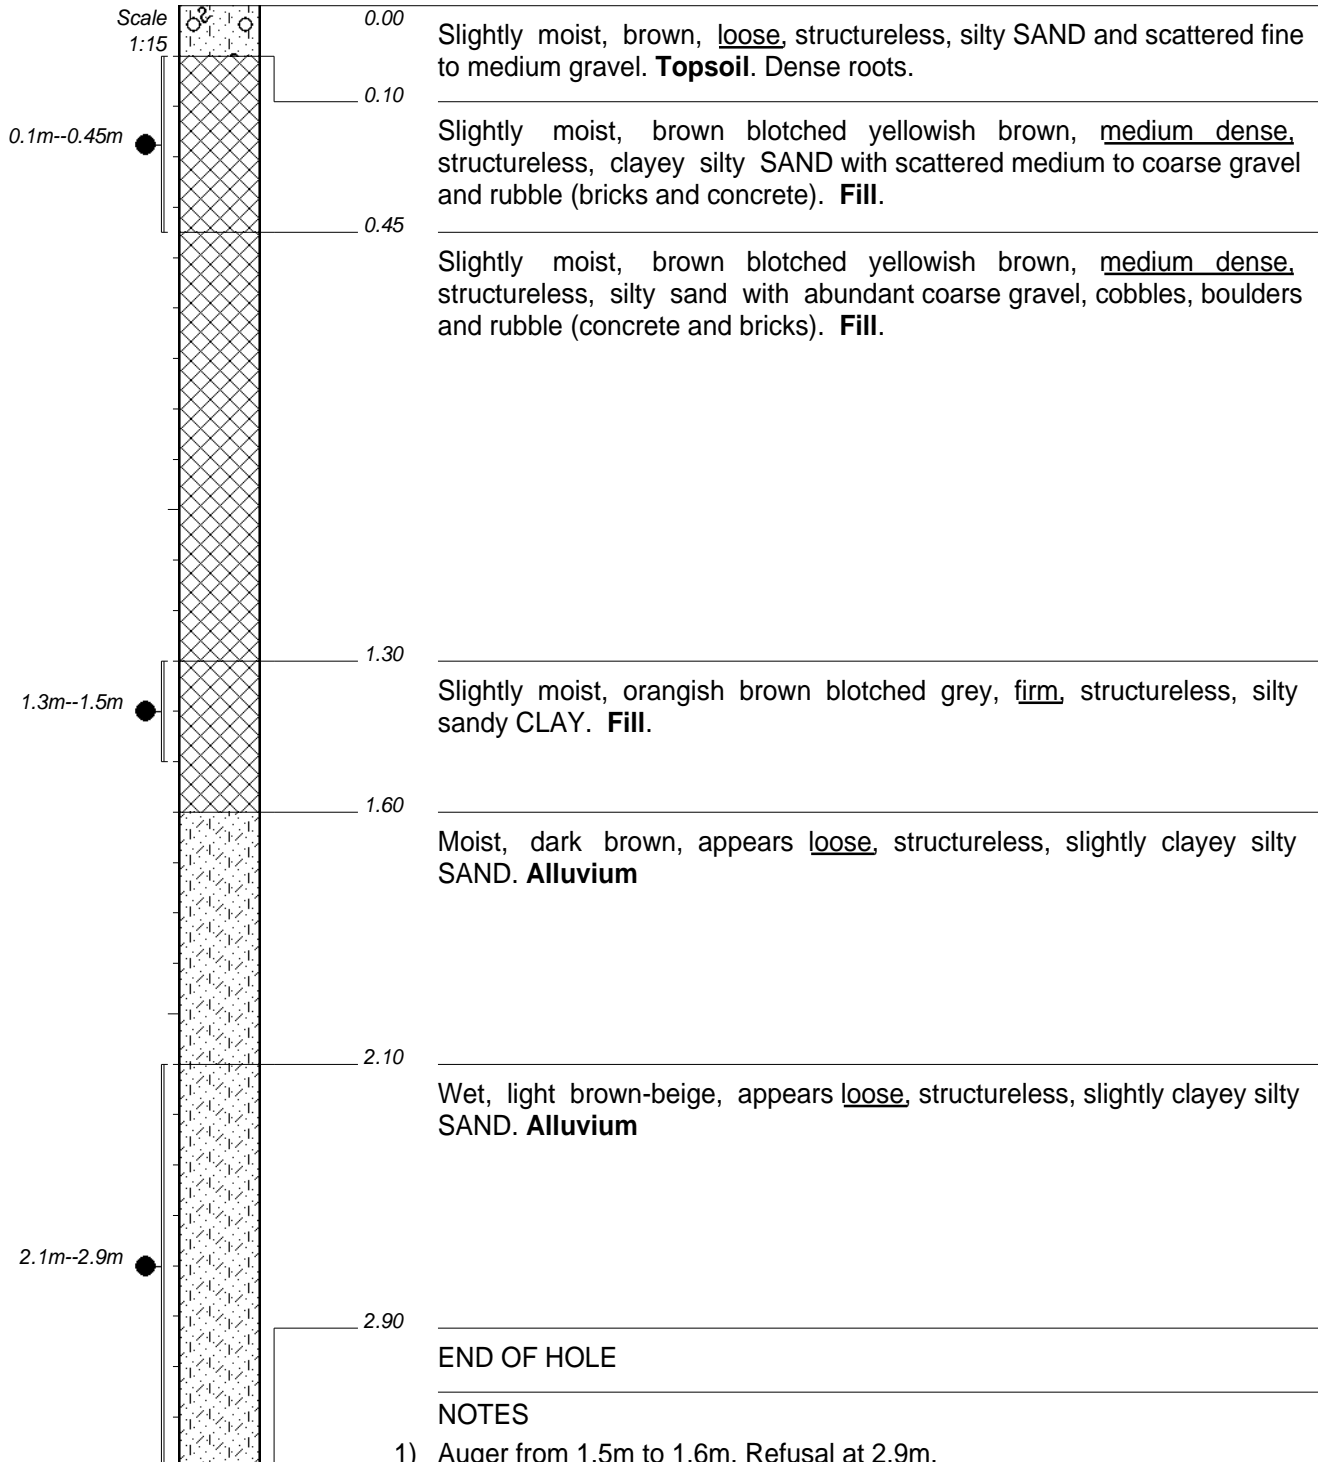 Scale
1:15
0.00
Slightly moist, brown, loose, structureless, silty SAND and scattered fine
to medium gravel. Topsoil. Dense roots.
0.10
0.1m--0.45m
Slightly moist, brown blotched yellowish brown, medium dense,
structureless, clayey silty SAND with scattered medium to coarse gravel
and rubble (bricks and concrete). Fill.
0.45
Slightly moist, brown blotched yellowish brown, medium dense,
structureless, silty sand with abundant coarse gravel, cobbles, boulders
and rubble (concrete and bricks). Fill.
1.30
1.3m--1.5m
Slightly moist, orangish brown blotched grey, firm, structureless, silty
sandy CLAY. Fill.
1.60
Moist, dark brown, appears loose, structureless, slightly clayey silty
SAND. Alluvium
2.10
Wet, light brown-beige, appears loose, structureless, slightly clayey silty
SAND. Alluvium
2.1m--2.9m
2.90
END OF HOLE
NOTES
1) Auger from 1.5m to 1.6m. Refusal at 2.9m.